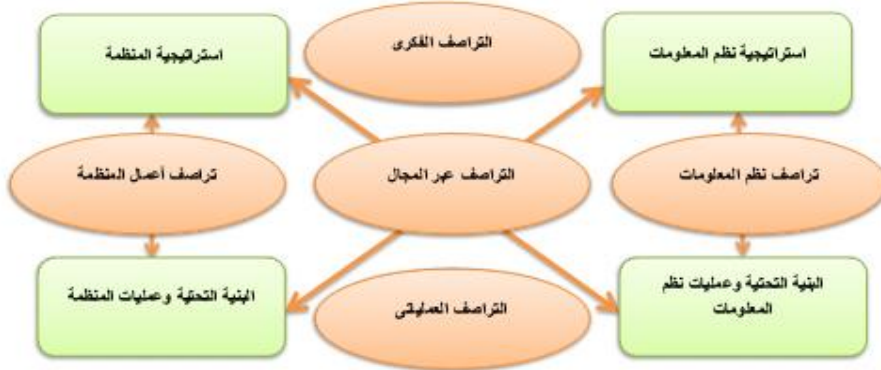 استراتيجية نظم المعلومات
التراصف الفكرى
استراتيجية المنظمة
تراصف نظم المعلومات
التراصف عبر المجال
تراصف أعمال المنظمة
البنية التحتية وعمليات نظم
المعلومات
التراصف العملياتى
البنية التحتية وعمليات المنظمة